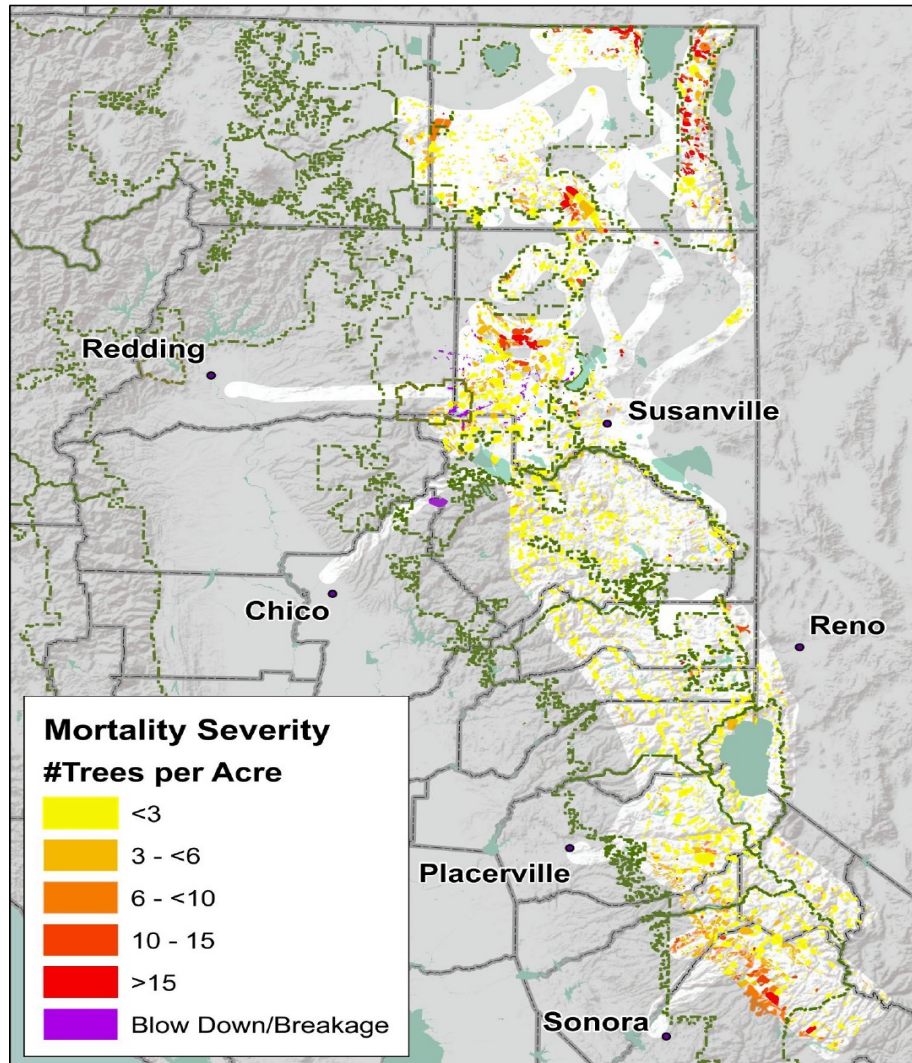 Redding
Susanville
Chico
Reno
Mortality Severity
#Trees per Acre
<3
3 - <6
6 - <10
10 - 15
>15
Blow Down/Breakage
Placerville
Sonora